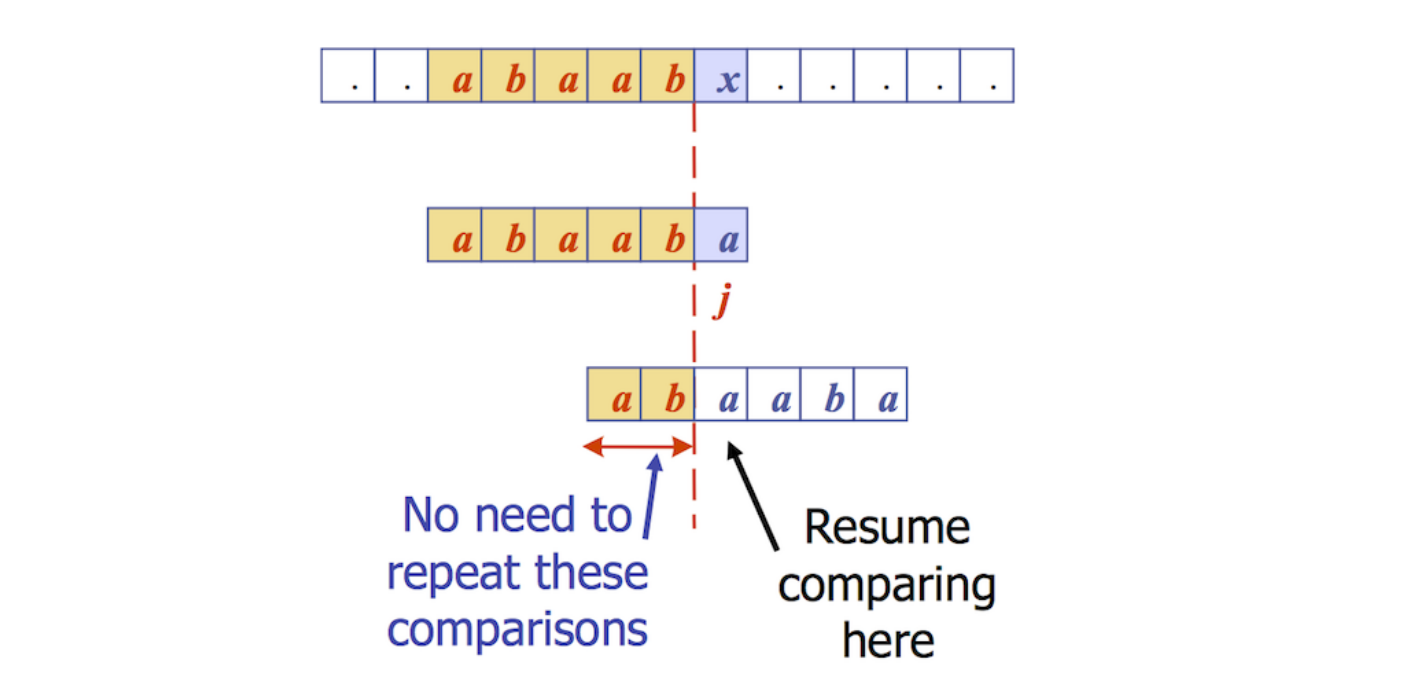 . . a b a a b x . . . . .
a b a a b a
j
a b a a b a
No need to
repeat these
comparisons
Resume
comparing
here